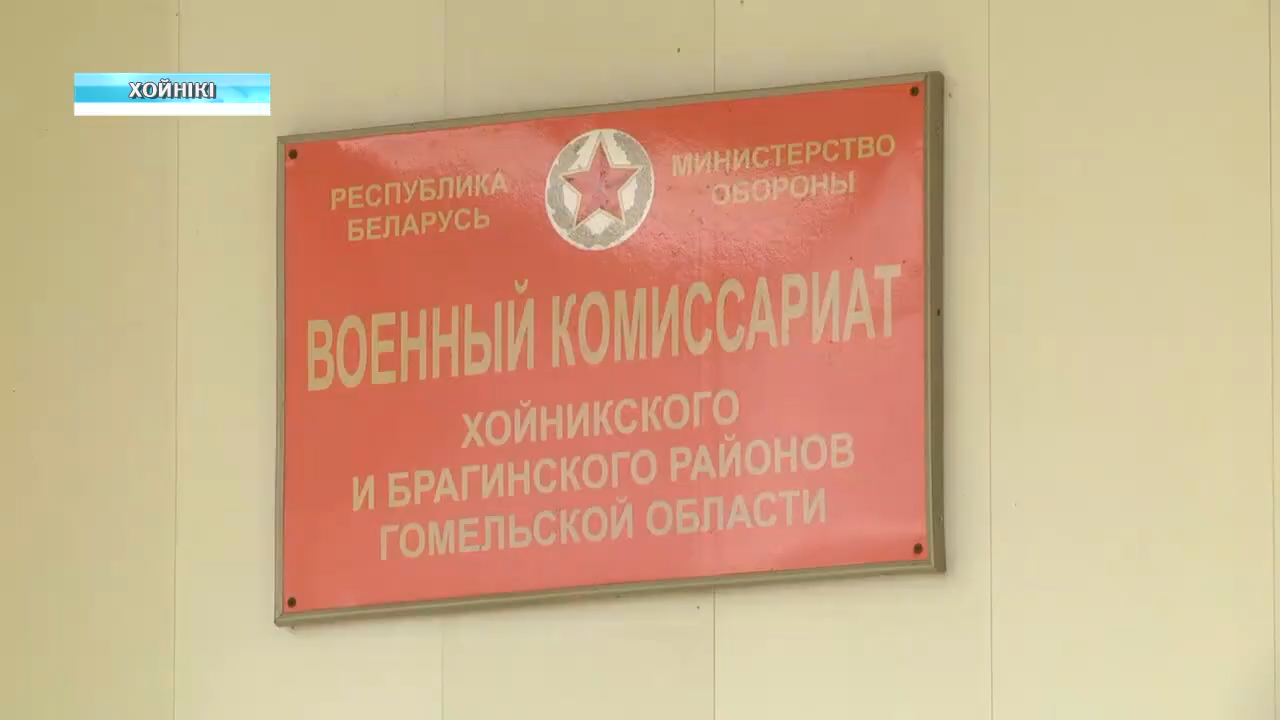 ХОЙНІКІ
РЕСПУБЛИКА
БЕЛАРУСЬ
МИНИСТЕРСТВО
ОБОРОНЫ
ВОЕННЫЙ КОМИССАРИАТ
ХОЙНИКСКОГО
И БРАГИНСКОГО РАЙОНОВ
ГОМЕЛЬСКОЙ ОБЛАСТИ